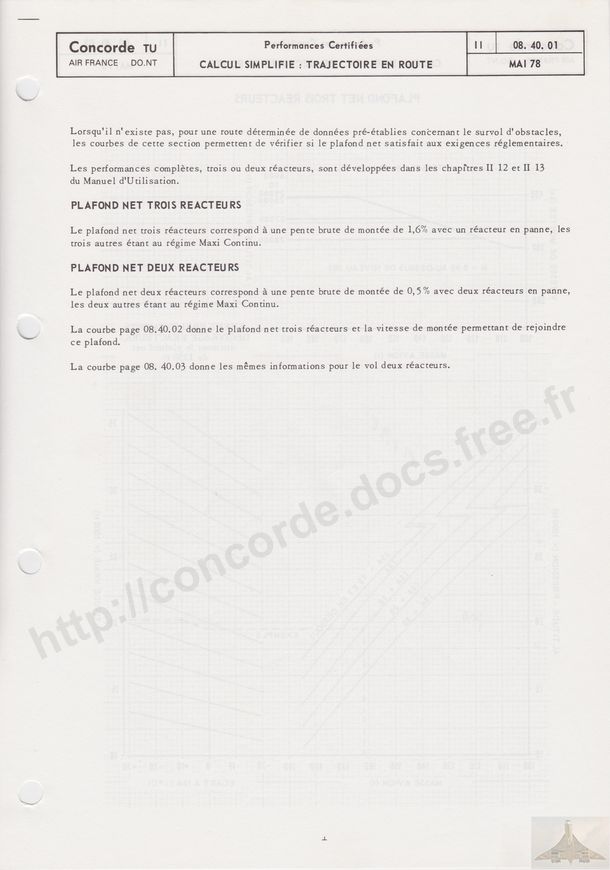 Concorde TU
AIR FRANCE DO.NT
Performances Certifiées
CALCUL SIMPLIFIE : TRAJECTOIRE EN ROUTE
II 08. 40. 01
MAI 78
Lorsqu'il n'existe pas, pour une route déterminée de données pré-établies concernant le survol d'obstacles,
les courbes de cette section permettent de vérifier si le plafond net satisfait aux exigences réglementaires.
Les performances complètes, trois ou deux réacteurs, sont développées dans les chapîtres II 12 et II 13
du Manuel d'Utilisation.
PLAFOND NET TROIS REACTEURS
Le plafond net trois réacteurs correspond à une pente brute de montée de 1,6% avec un réacteur en panne, les
trois autres étant au régime Maxi Continu.
PLAFOND NET DEUX REACTEURS
Le plafond net deux réacteurs correspond à une pente brute de montée de 0,5% avec deux réacteurs en panne,
les deux autres étant au régime Maxi Continu.
La courbe page 08.40.02 donne le plafond net trois réacteurs et la vitesse de montée permettant de rejoindre
ce plafond.
La courbe page 08. 40.03 donne les mêmes informations pour le vol deux réacteurs.
http://concorde.docs.free.fr